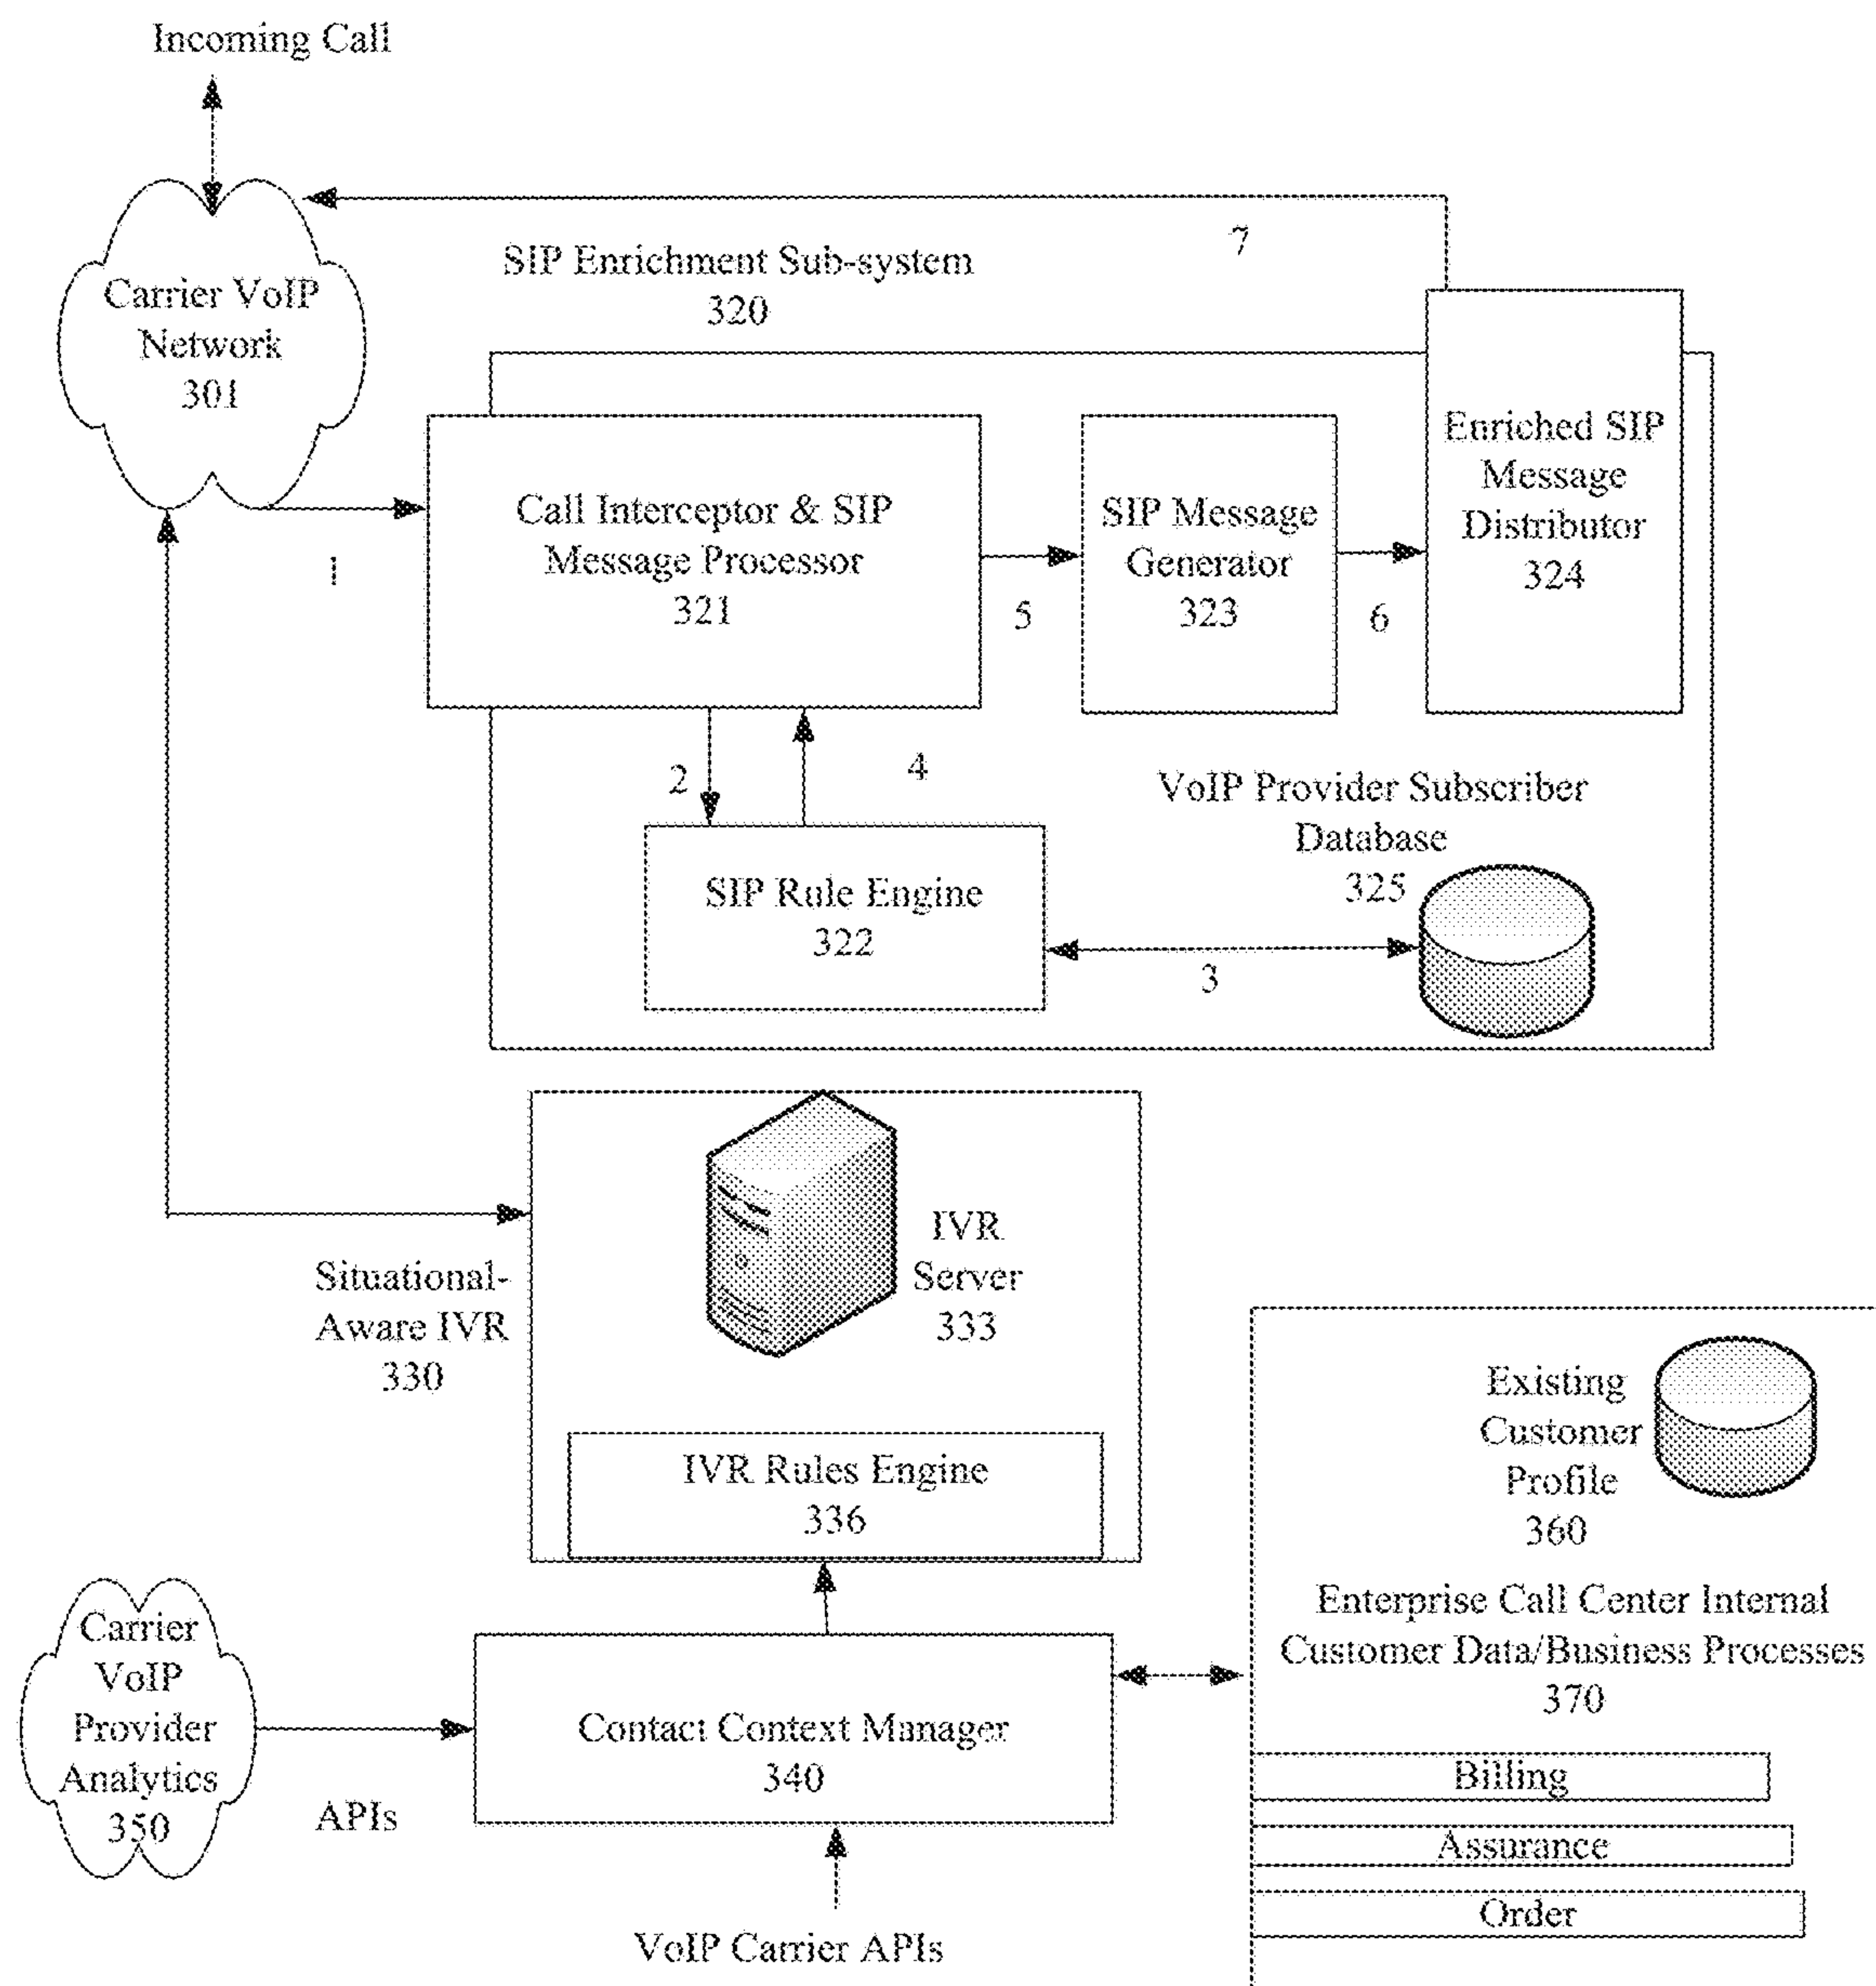 Incoming Call
Carrier VoIP
Network
301
7
SIP Enrichment Sub-system
320
Enriched SIP
Message
Distributor
324
Call Interceptor & SIP
Message Processor
321
SIP Message
Generator
323
1
5
6
2
4
VoIP Provider Subscriber
Database
325
SIP Rule Engine
322
3
IVR
Server
333
Situational-
Aware IVR
330
IVR Rules Engine
336
Existing
Customer
Profile
360
Enterprise Call Center Internal
Customer Data/Business Processes
370
Carrier
VoIP
Provider
Analytics
350
APIs
Contact Context Manager
340
Billing
Assurance
Order
VoIP Carrier APIs